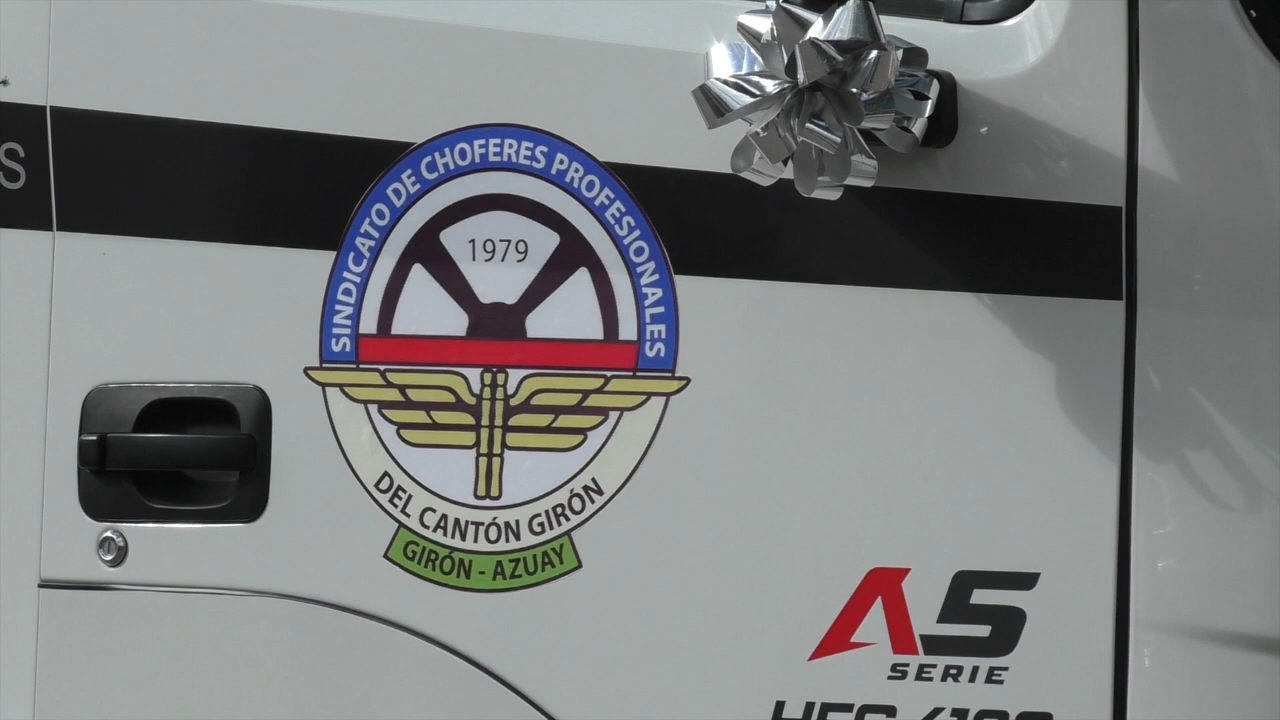 S
SINDICATO DE CHOFERES PROFESIONALES
1979
DEL CANTÓN GIRÓN
GIRÓN - AZUAY
A5
SERIE